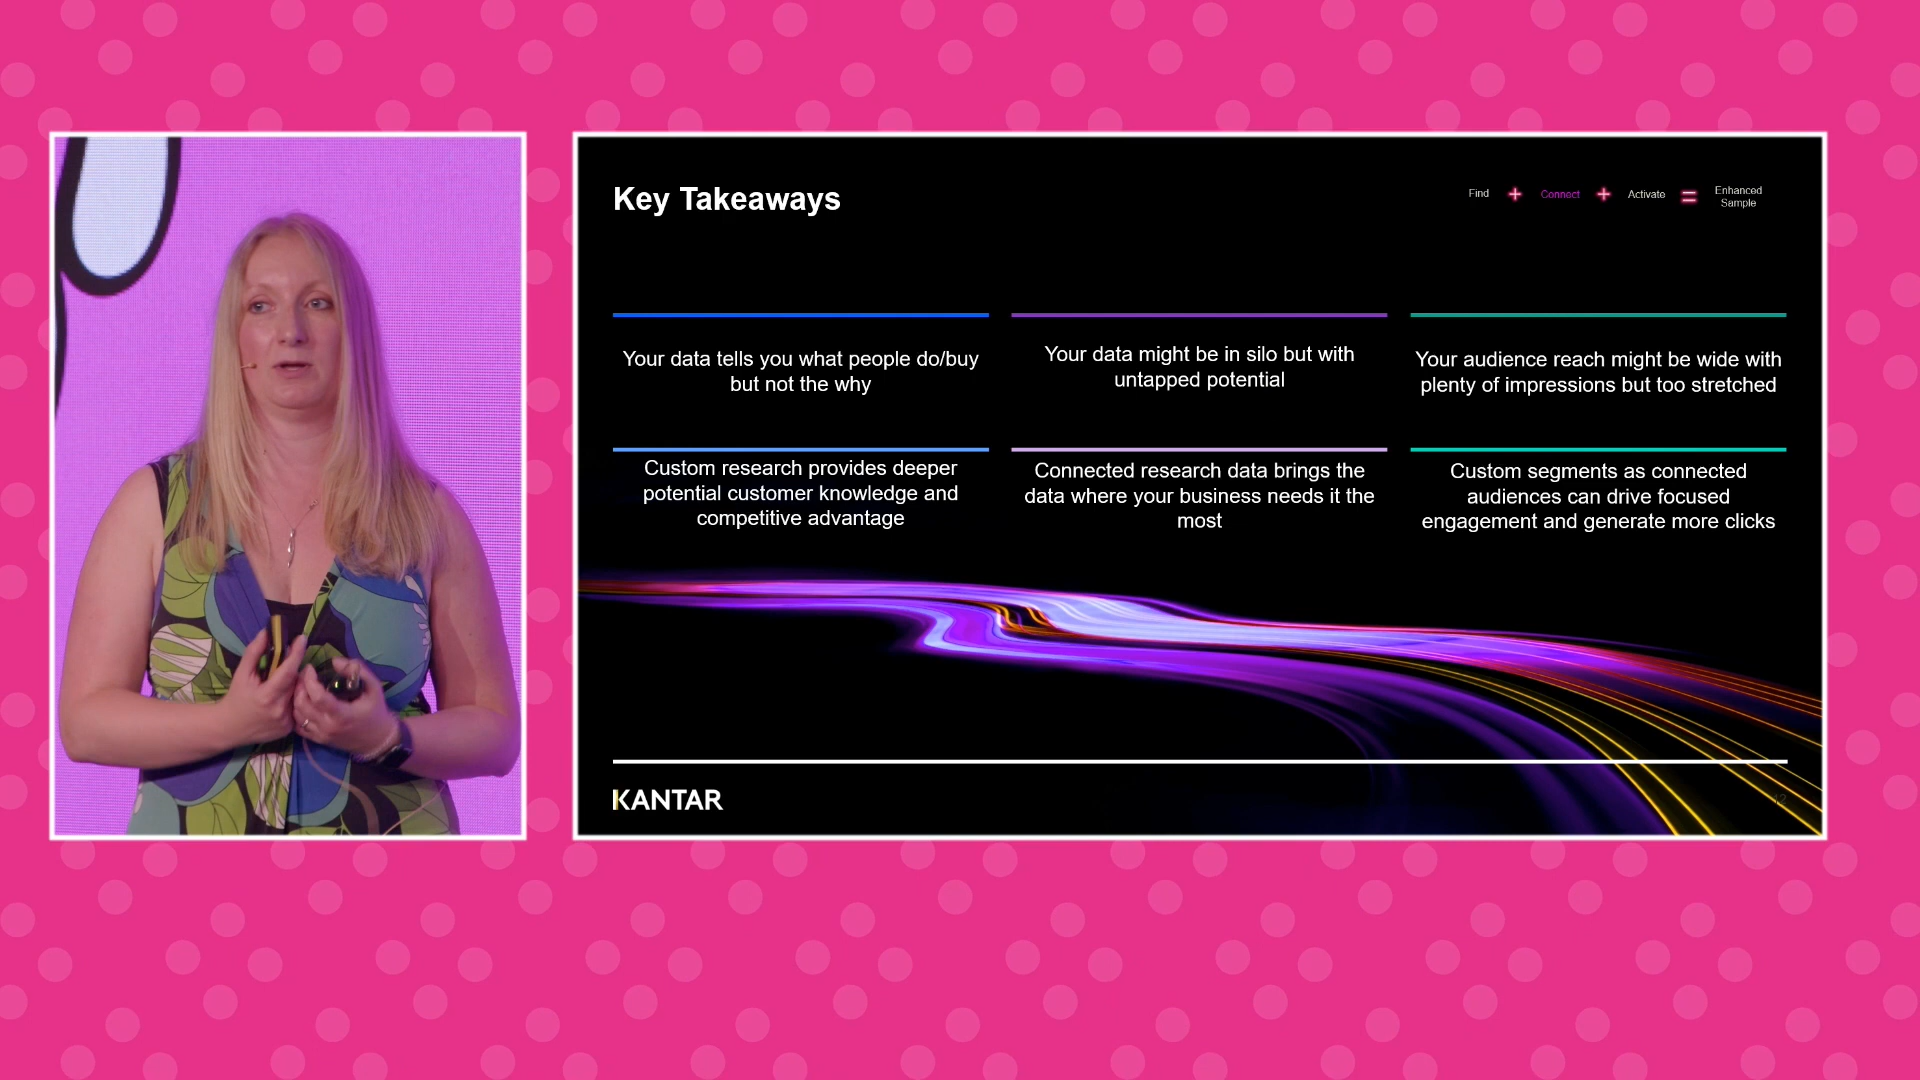 Key Takeaways
Find + Connect + Activate = Enhanced
Sample
Your data tells you what people do/buy
but not the why
Your data might be in silo but with
untapped potential
Your audience reach might be wide with
plenty of impressions but too stretched
Custom research provides deeper
potential customer knowledge and
competitive advantage
Connected research data brings the
data where your business needs it the
most
Custom segments as connected
audiences can drive focused
engagement and generate more clicks
KANTAR